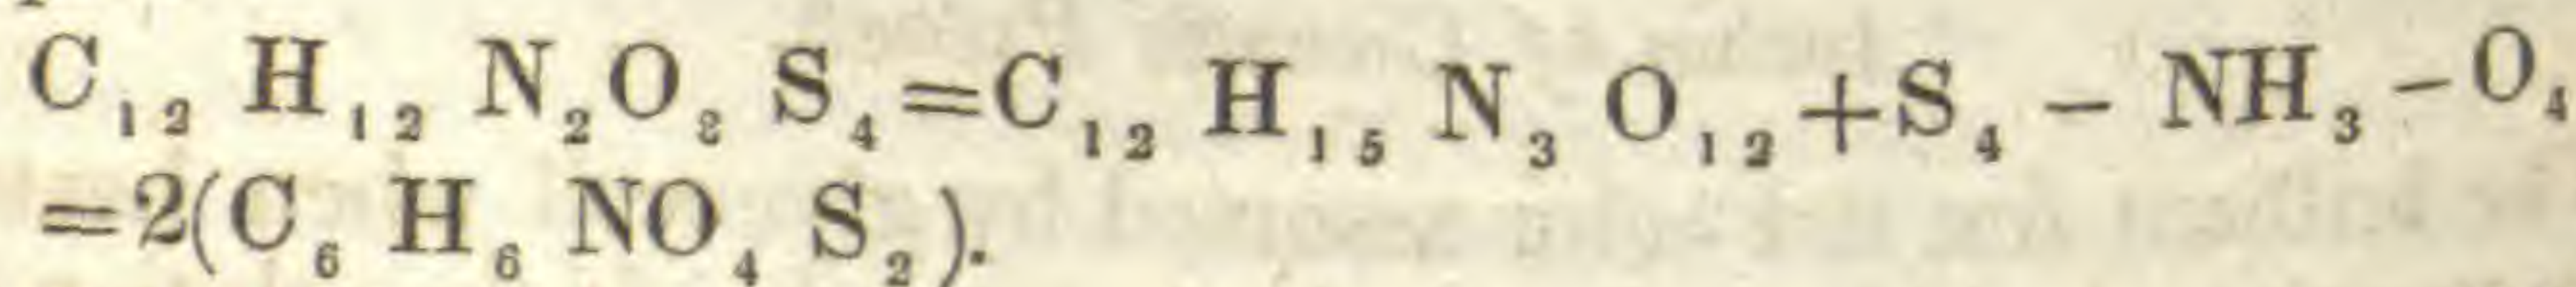 C₁₂ H₁₂ N₂O₈ S₄=C₁₂ H₁₅ N₃ O₁₂+S₄ – NH₃–O₄
=2(C₆ H₆ NO₄ S₂).